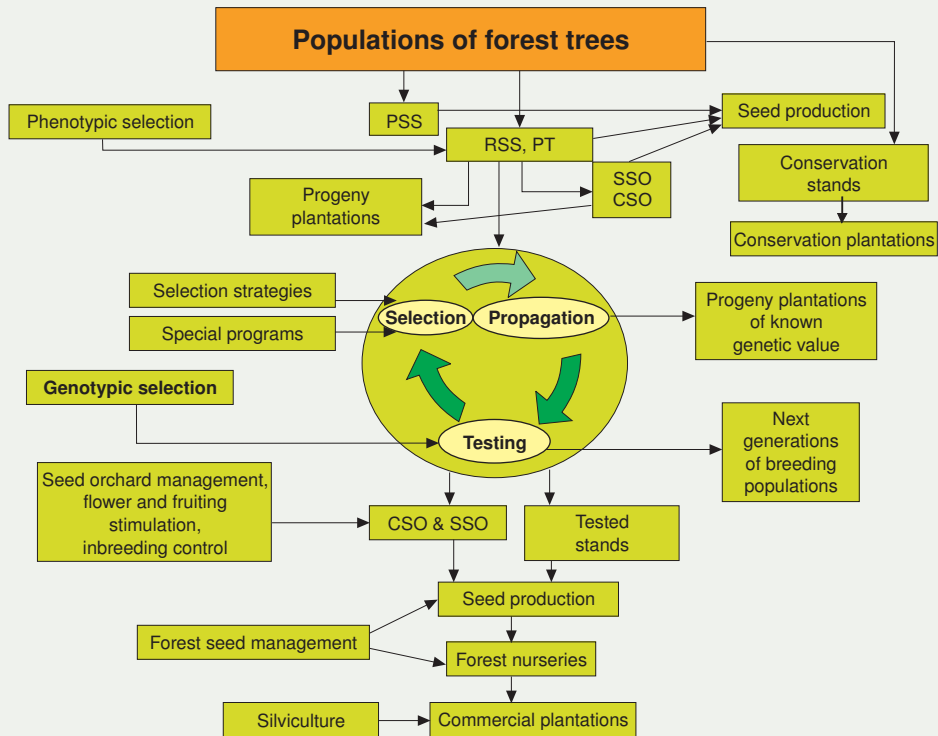 Populations of forest trees
PSS
Seed production
Phenotypic selection
RSS, PT
Conservation
stands
SSO
CSO
Progeny
plantations
Conservation plantations
Selection strategies
Special programs
Selection
Propagation
Progeny plantations
of known
genetic value
Genotypic selection
Testing
Next
generations
of breeding
populations
Seed orchard management,
flower and fruiting
stimulation,
inbreeding control
CSO & SSO
Tested
stands
Seed production
Forest seed management
Forest nurseries
Silviculture
Commercial plantations